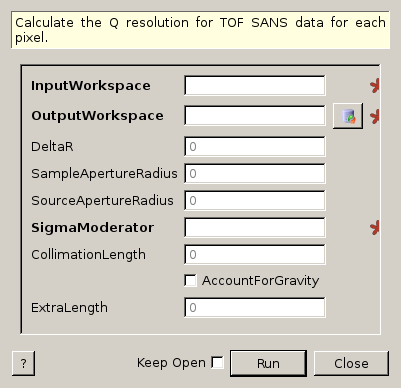 Calculate the Q resolution for TOF SANS data for each
pixel.
InputWorkspace
OutputWorkspace
DeltaR 0
SampleApertureRadius 0
SourceApertureRadius 0
SigmaModerator
CollimationLength 0
AccountForGravity
ExtraLength 0
? Keep Open Run Close